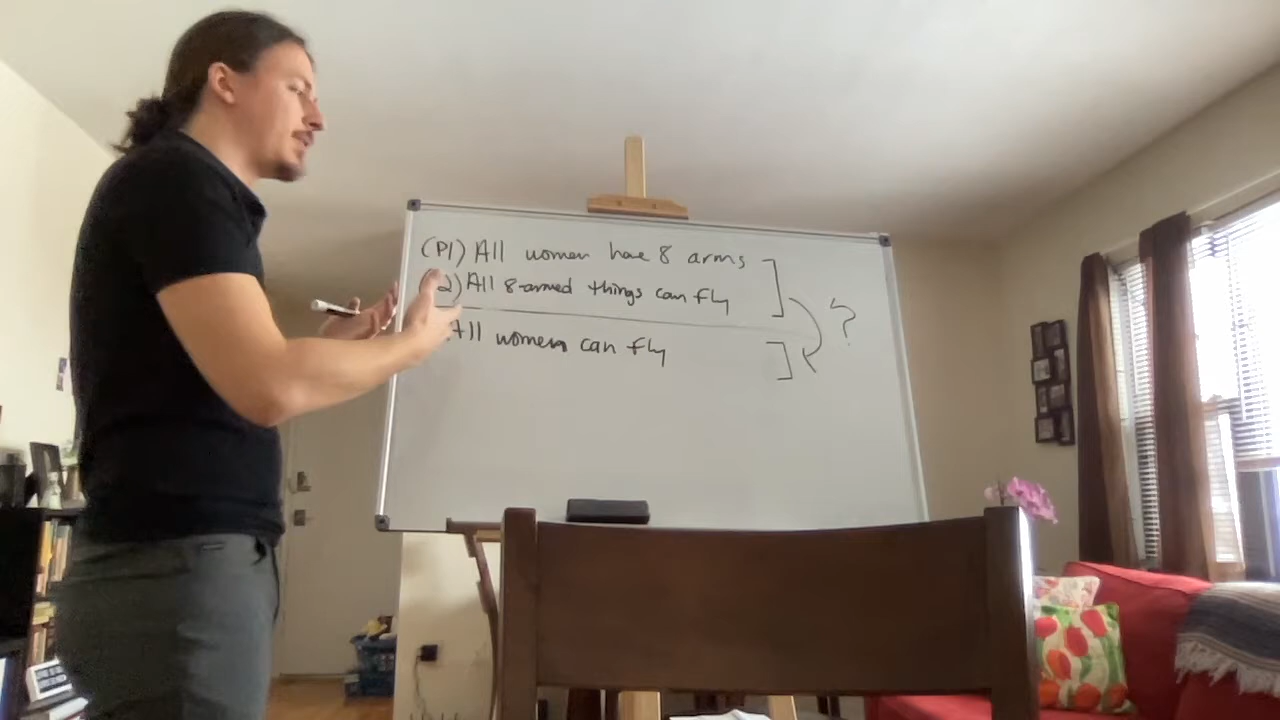 (P1) All women have 8 arms
2) All 8-armed things can fly
All women can fly
?